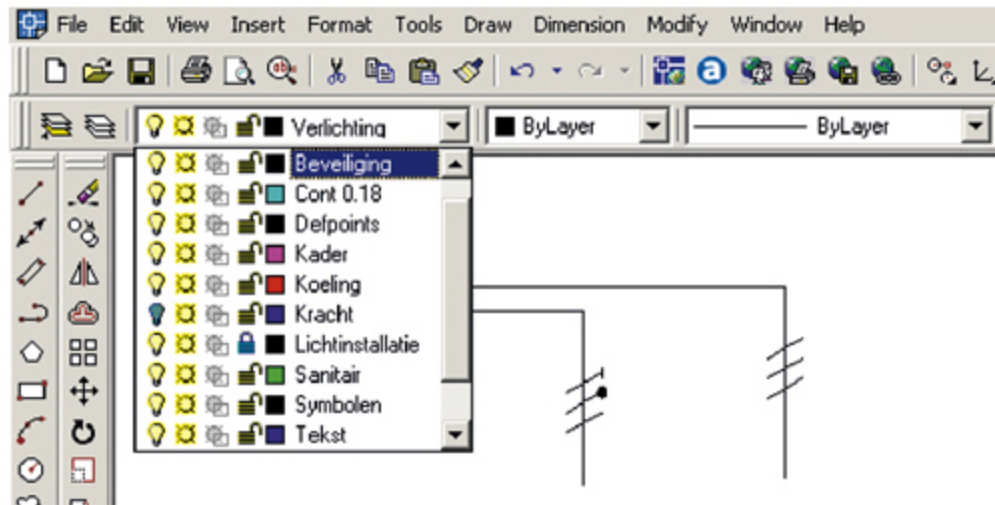 File Edit View Insert Format Tools Draw Dimension Modify Window Help
Verlichting ByLayer ByLayer
Beveiliging
Cont 0.18
Defpoints
Kader
Koeling
Kracht
Lichtinstallatie
Sanitair
Symbolen
Tekst